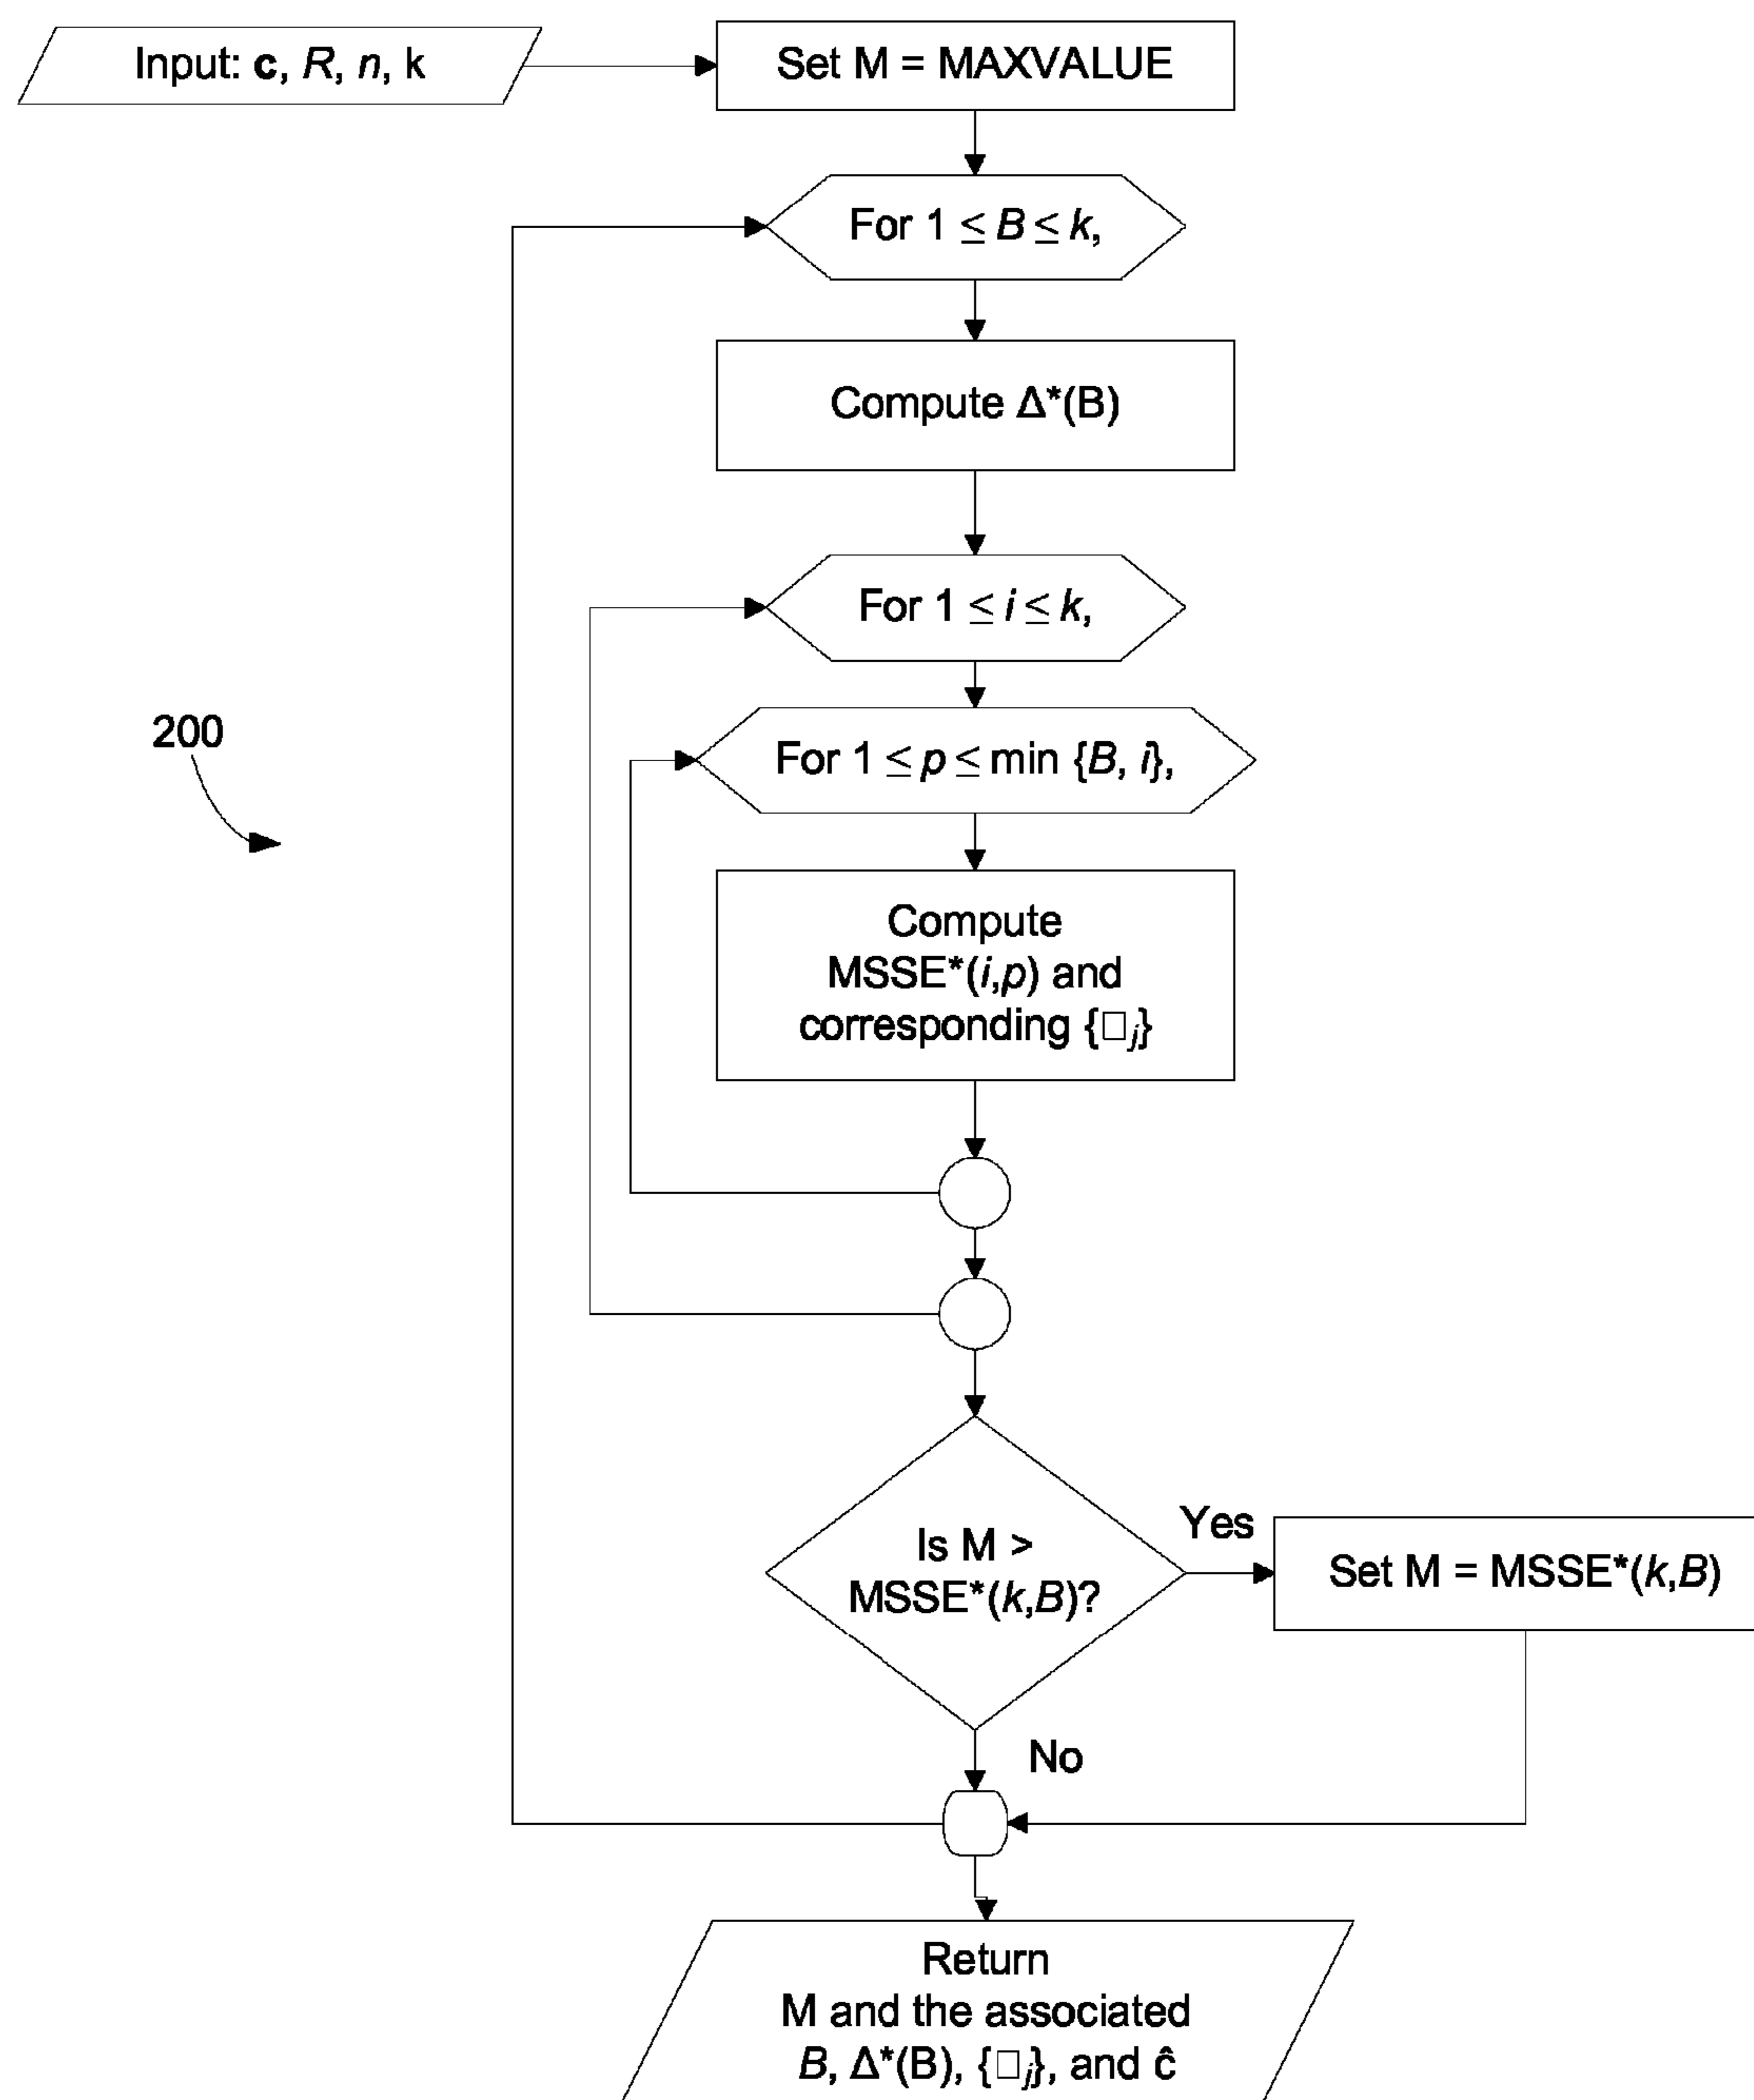 Input: c, R, n, k
Set M = MAXVALUE
For 1 ≤ B ≤ k,
Compute Δ*(B)
For 1 ≤ i ≤ k,
200
For 1 ≤ p ≤ min {B, i},
Compute
MSSE*(i,p) and
corresponding {□j}
Is M >
MSSE*(k,B)?
Yes
Set M = MSSE*(k,B)
No
Return
M and the associated
B, Δ*(B), {□j}, and ĉ